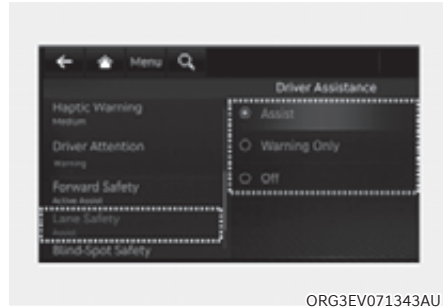 Menu
Driver Assistance
Haptic Warning
Medium
Driver Attention
Warning
Forward Safety
Active Assist
Lane Safety
Assist
Blind-Spot Safety
Assist
Warning Only
Off
ORG3EV071343AU